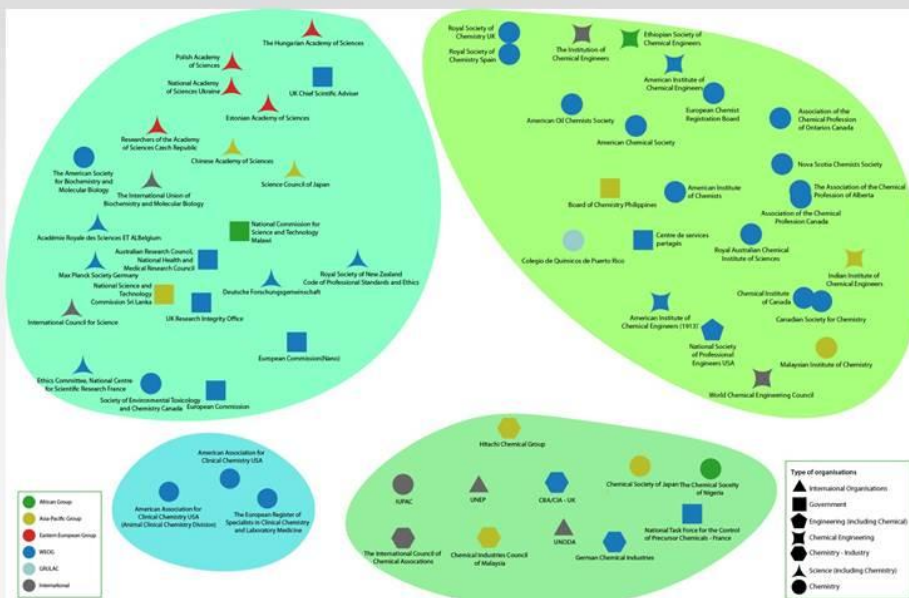 The Hungarian Academy of Sciences
Polish Academy
of Sciences
National Academy
of Sciences Ukraine
UK Chief Scintific Adviser
Estonian Academy of Sciences
Researchers of the Academy
of Sciences Czech Republic
Chinese Academy of Sciences
The American Society
for Biochemistry and
Molecular Biology
Science Council of Japan
The International Union of
Biochemistry and Molecular Biology
National Commission for
Science and Technology
Malawi
Académie Royale des Sciences ET ALBelgium
Australian Research Council,
National Health and
Medical Research Council
Royal Society of New Zealand
Code of Professional Standards and Ethics
Max Planck Society Germany
Deutsche Forschungsgemeinschaft
National Science and
Technology
Commission Sri Lanka
UK Research Integrity Office
International Council for Science
European Commission(Nano)
Ethics Committee, National Centre
for Scientific Research France
Society of Environmental Toxicology
and Chemistry Canada
European Commission
Royal Society of
Chemistry UK
Royal Society of
Chemistry Spain
The Institution of
Chemical Engineers
Ethiopian Society of
Chemical Engineers
American Institute of
Chemical Engineers
European Chemist
Registration Board
American Oil Chemists Society
American Chemical Society
Association of the
Chemical Profession
of Ontarios Canada
Nova Scotia Chemists Society
Board of Chemistry Philippines
American Institute
of Chemists
The Association of the Chemical
Profession of Alberta
Association of the Chemical
Profession Canada
Colegio de Químicos de Puerto Rico
Centre de services
partagés
Royal Australian Chemical
Institute of Sciences
Indian Institute of
Chemical Engineers
Chemical Institute
of Canada
Canadian Society for Chemistry
American Institute of
Chemical Engineers (1913)
National Society
of Professional
Engineers USA
Malaysian Institute of Chemistry
World Chemical Engineering Council
American Association for
Clinical Chemistry USA
American Association for
Clinical Chemistry USA
(Animal Clinical Chemistry Division)
The European Register of
Specialists in Clinical Chemistry
and Laboratory Medicine
Hitachi Chemical Group
IUPAC
UNEP
CBA/CIA - UK
Chemical Society of Japan
The Chemical Society of
Nigeria
The International Council of
Chemical Assocations
Chemical Industries Council
of Malaysia
UNODA
German Chemical Industries
National Task Force for the Control
of Precursor Chemicals - France
African Group
Asia-Pacific Group
Eastern European Group
WEOG
GRULAC
International
Type of organisations
Internaional Organisations
Government
Engineering (including Chemical)
Chemical Engineering
Chemistry - Industry
Science (including Chemistry)
Chemistry